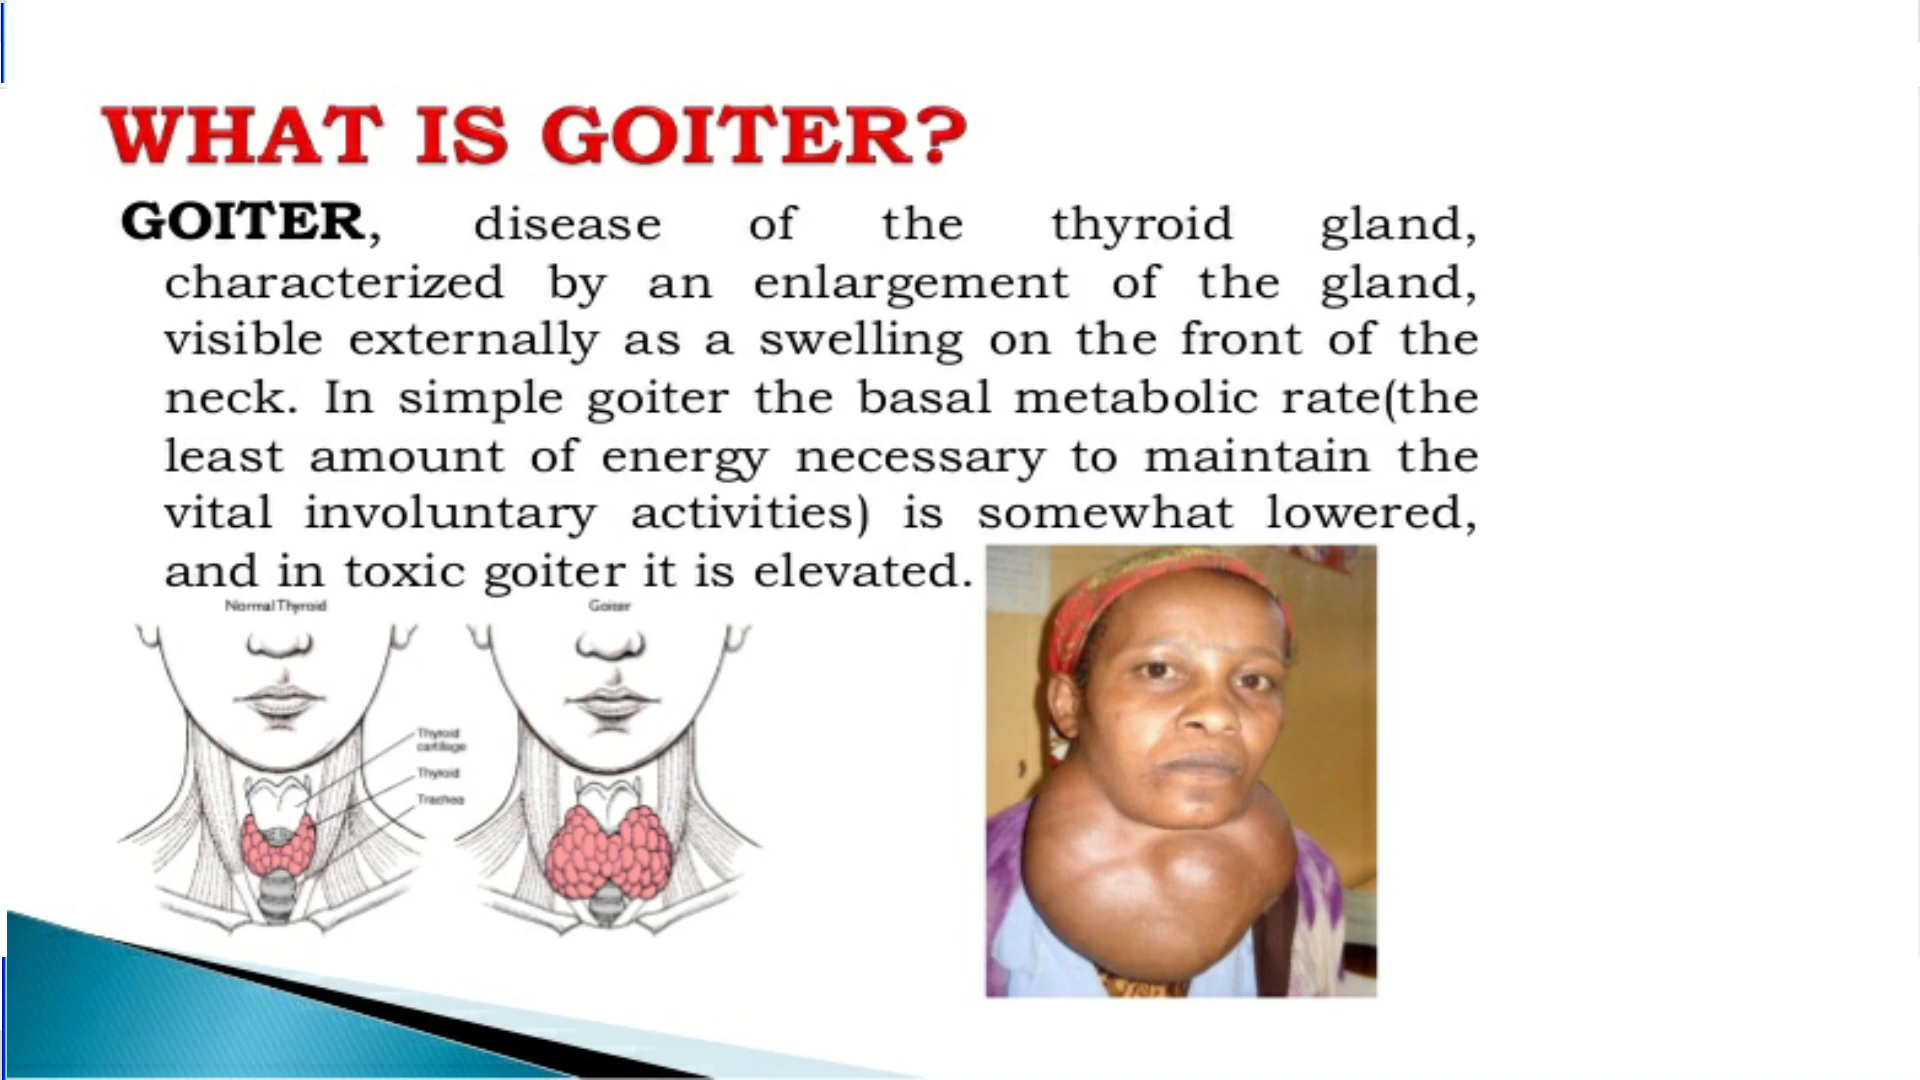 WHAT IS GOITER?
GOITER, disease of the thyroid gland,
characterized by an enlargement of the gland,
visible externally as a swelling on the front of the
neck. In simple goiter the basal metabolic rate(the
least amount of energy necessary to maintain the
vital involuntary activities) is somewhat lowered,
and in toxic goiter it is elevated.
Normal Thyroid
Goiter
Thyroid
cartilage
Thyroid
Trachea